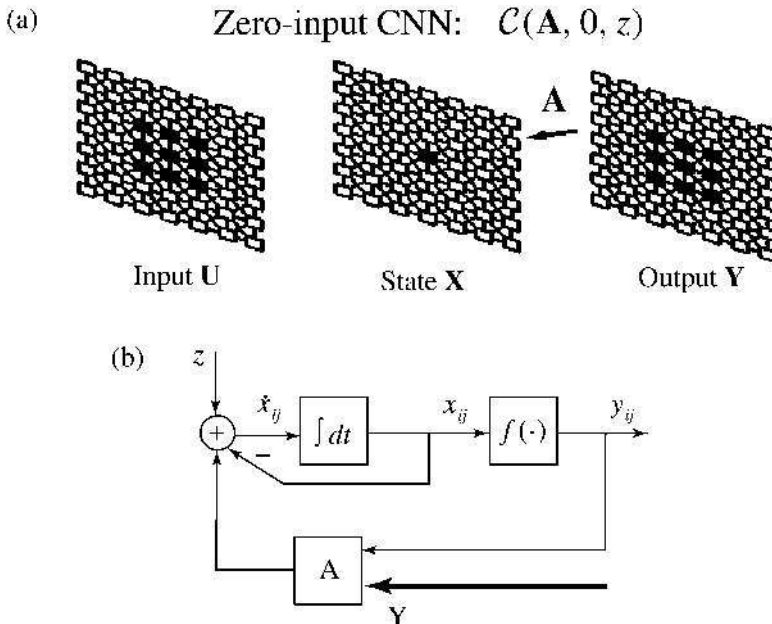 (a) Zero-input CNN: 𝒞(A, 0, z)
A
Input U State X Output Y
(b)
z
ẋij ∫dt xij f(·) yij
+
−
A
Y